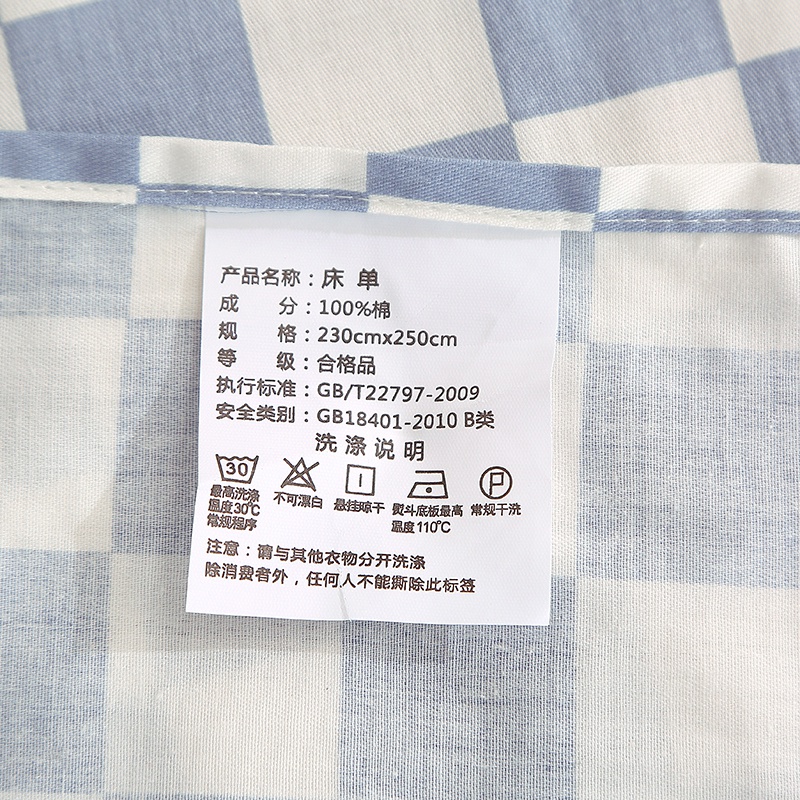 产品名称：床 单
成 分：100%棉
规 格：230cmx250cm
等 级：合格品
执行标准：GB/T22797-2009
安全类别：GB18401-2010 B类
洗涤说明
30 P
最高洗涤 不可漂白 悬挂晾干 熨斗底板最高 常规干洗
温度30℃ 温度110℃
常规程序
注意：请与其他衣物分开洗涤
除消费者外，任何人不能撕除此标签